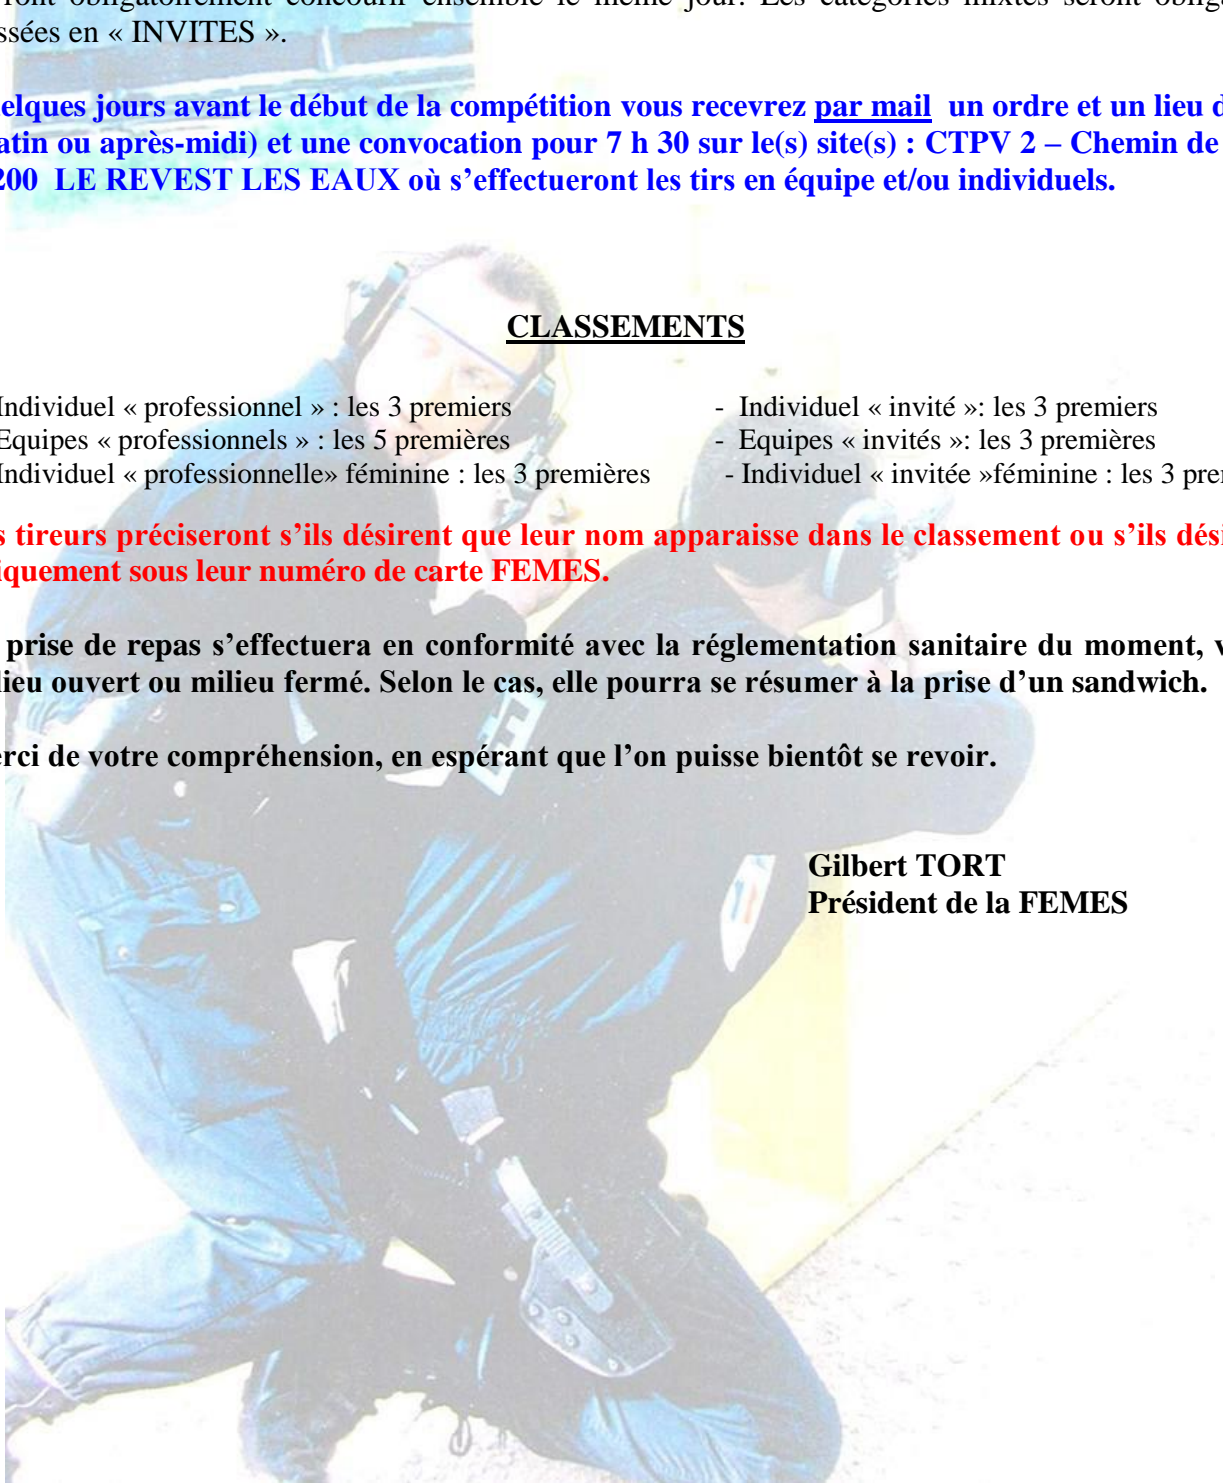 ront obligatoirement concourir ensemble le même jour. Les catégories mixtes seront obliga
ssées en « INVITES ».
elques jours avant le début de la compétition vous recevrez par mail un ordre et un lieu d
atin ou après-midi) et une convocation pour 7 h 30 sur le(s) site(s) : CTPV 2 – Chemin de
200 LE REVEST LES EAUX où s’effectueront les tirs en équipe et/ou individuels.
CLASSEMENTS
Individuel « professionnel » : les 3 premiers - Individuel « invité »: les 3 premiers
Equipes « professionnels » : les 5 premières - Equipes « invités »: les 3 premières
Individuel « professionnelle» féminine : les 3 premières - Individuel « invitée »féminine : les 3 pre
s tireurs préciseront s’ils désirent que leur nom apparaisse dans le classement ou s’ils dési
iquement sous leur numéro de carte FEMES.
prise de repas s’effectuera en conformité avec la réglementation sanitaire du moment, v
lieu ouvert ou milieu fermé. Selon le cas, elle pourra se résumer à la prise d’un sandwich.
erci de votre compréhension, en espérant que l’on puisse bientôt se revoir.
Gilbert TORT
Président de la FEMES